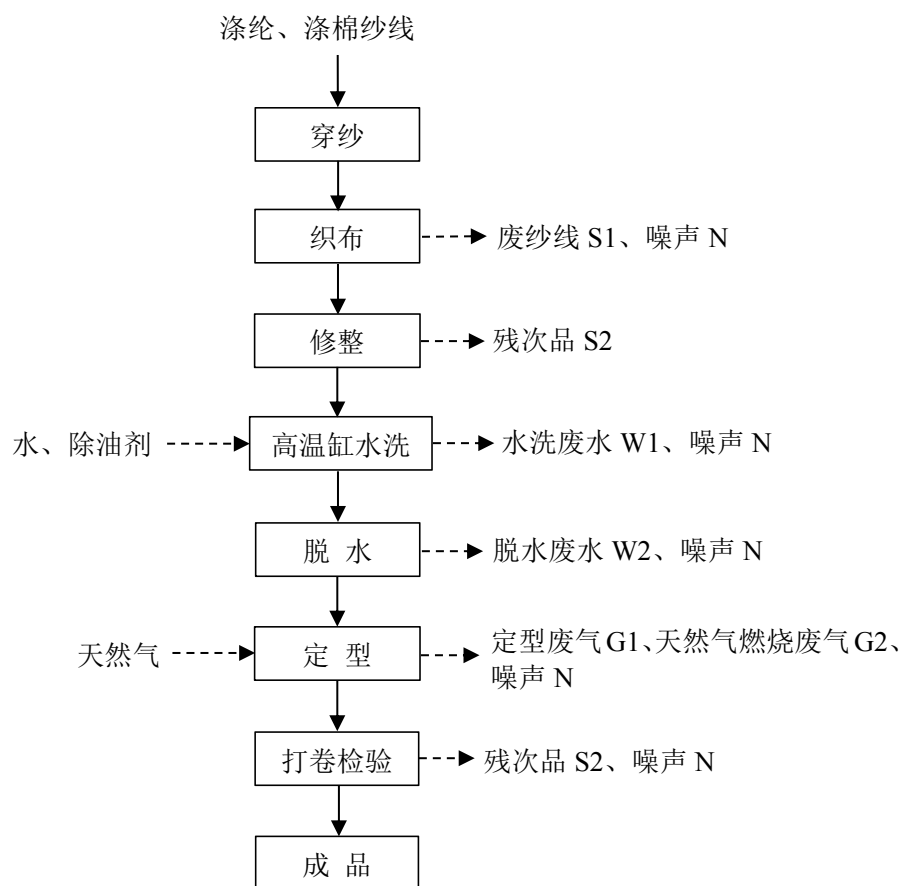 涤纶、涤棉纱线
穿纱
织布
废纱线 S1、噪声 N
修整
残次品 S2
水、除油剂
高温缸水洗
水洗废水 W1、噪声 N
脱 水
脱水废水 W2、噪声 N
天然气
定 型
定型废气G1、天然气燃烧废气G2、
噪声 N
打卷检验
残次品 S2、噪声 N
成 品